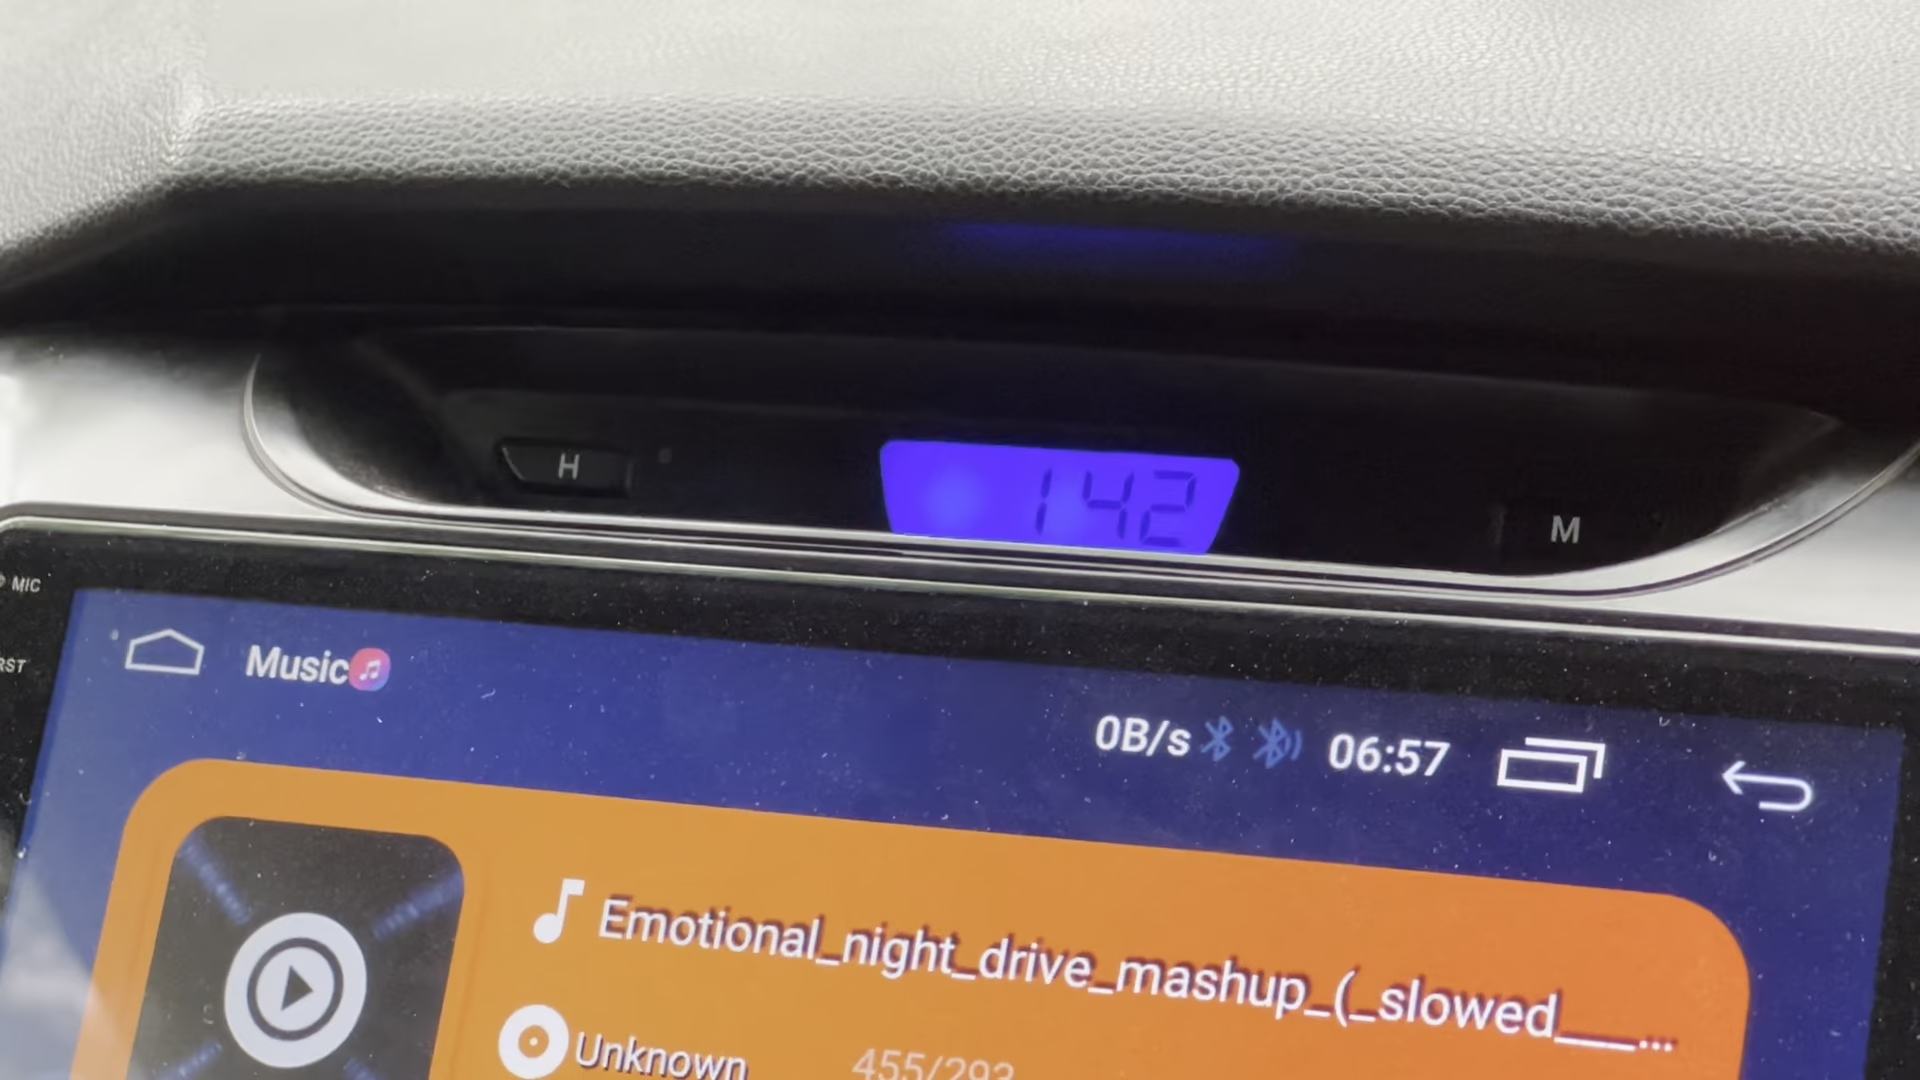 H
142
M
MIC
RST
Music
0B/s 06:57
Emotional_night_drive_mashup_(_slowed___...
Unknown 455/293